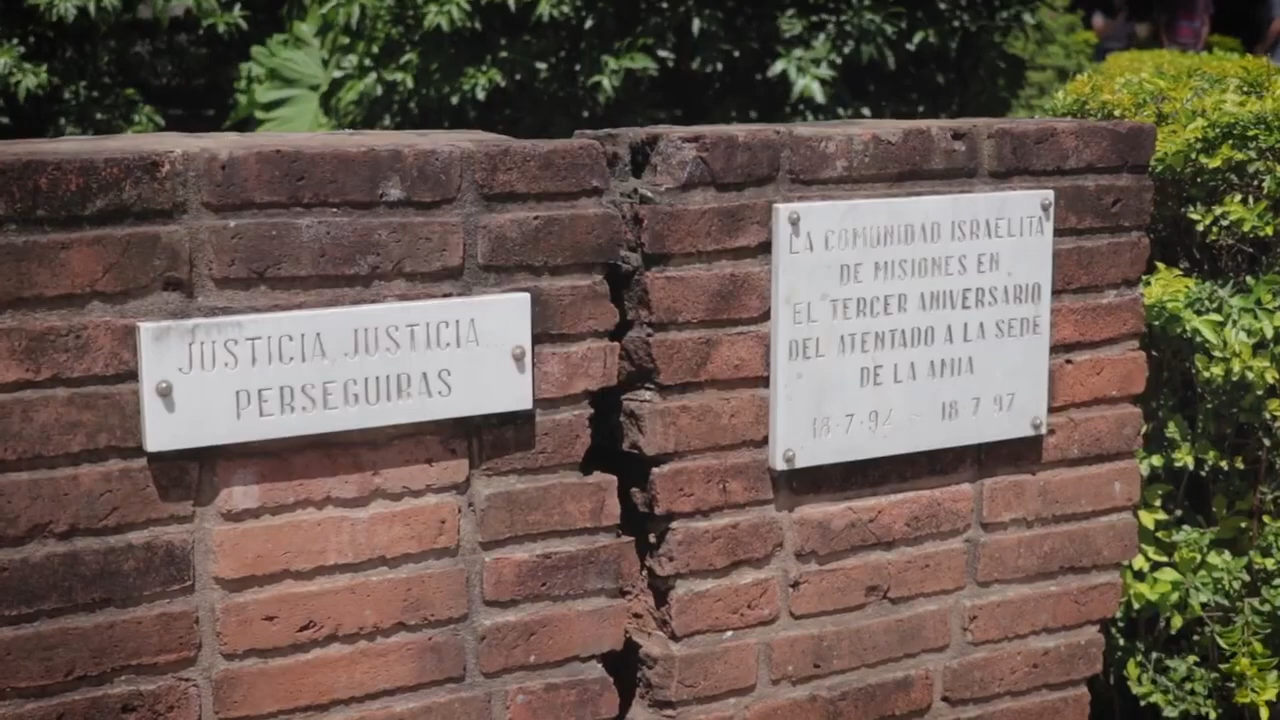 JUSTICIA, JUSTICIA...
PERSEGUIRAS
LA COMUNIDAD ISRAELITA
DE MISIONES EN
EL TERCER ANIVERSARIO
DEL ATENTADO A LA SEDE
DE LA AMIA
18-7-94 - 18 7 97